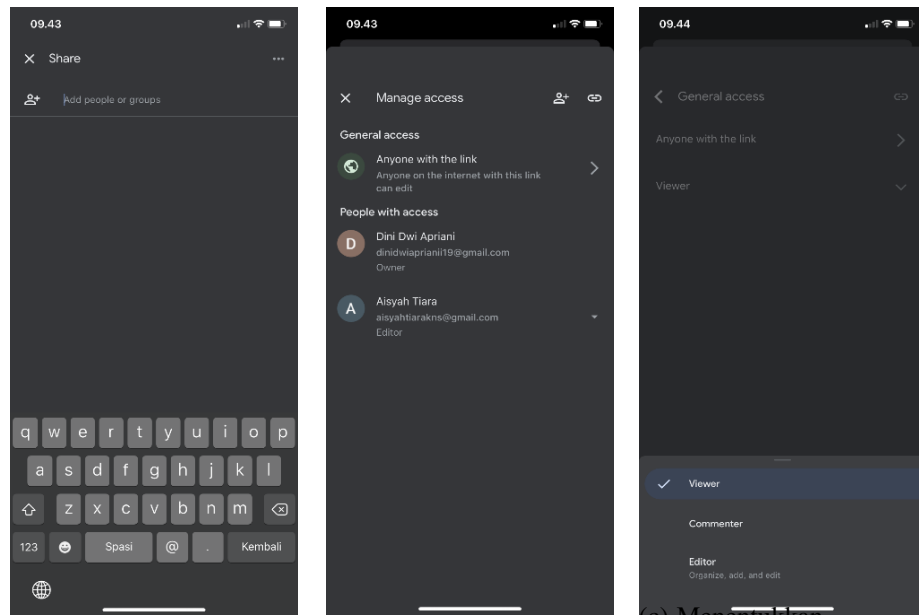 09.43
Share
Add people or groups
q w e r t y u i o p
a s d f g h j k l
z x c v b n m
123 Spasi @ . Kembali
09.43
Manage access
General access
Anyone with the link
Anyone on the internet with this link
can edit
People with access
D
Dini Dwi Apriani
dinidwiaprianii19@gmail.com
Owner
A
Aisyah Tiara
aisyahtiarakns@gmail.com
Editor
09.44
General access
Anyone with the link
Viewer
Viewer
Commenter
Editor
Organize, add, and edit